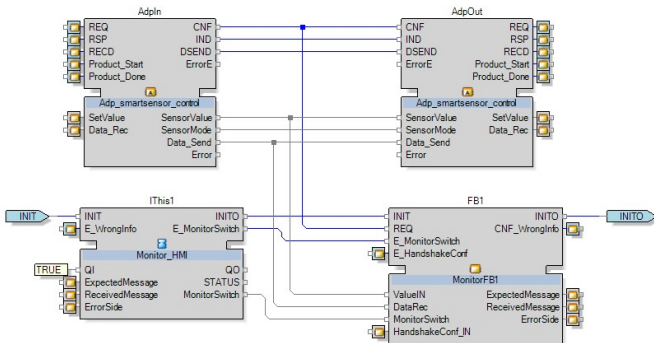 AdpIn
REQ CNF
RSP IND
RECD DSEND
Product_Start ErrorE
Product_Done
Adp_smartsensor_control
SetValue SensorValue
Data_Rec SensorMode
Data_Send
Error
AdpOut
CNF REQ
IND RSP
DSEND RECD
ErrorE Product_Start
Product_Done
Adp_smartsensor_control
SensorValue SetValue
SensorMode Data_Rec
Data_Send
Error
INIT
IThis1
INIT INITO
E_WrongInfo E_MonitorSwitch
Monitor_HMI
TRUE
QI QO
ExpectedMessage STATUS
ReceivedMessage MonitorSwitch
ErrorSide
FB1
INIT INITO
REQ CNF_WrongInfo
E_MonitorSwitch
E_HandshakeConf
MonitorFB1
ValueIN ExpectedMessage
DataRec ReceivedMessage
MonitorSwitch ErrorSide
HandshakeConf_IN
INITO